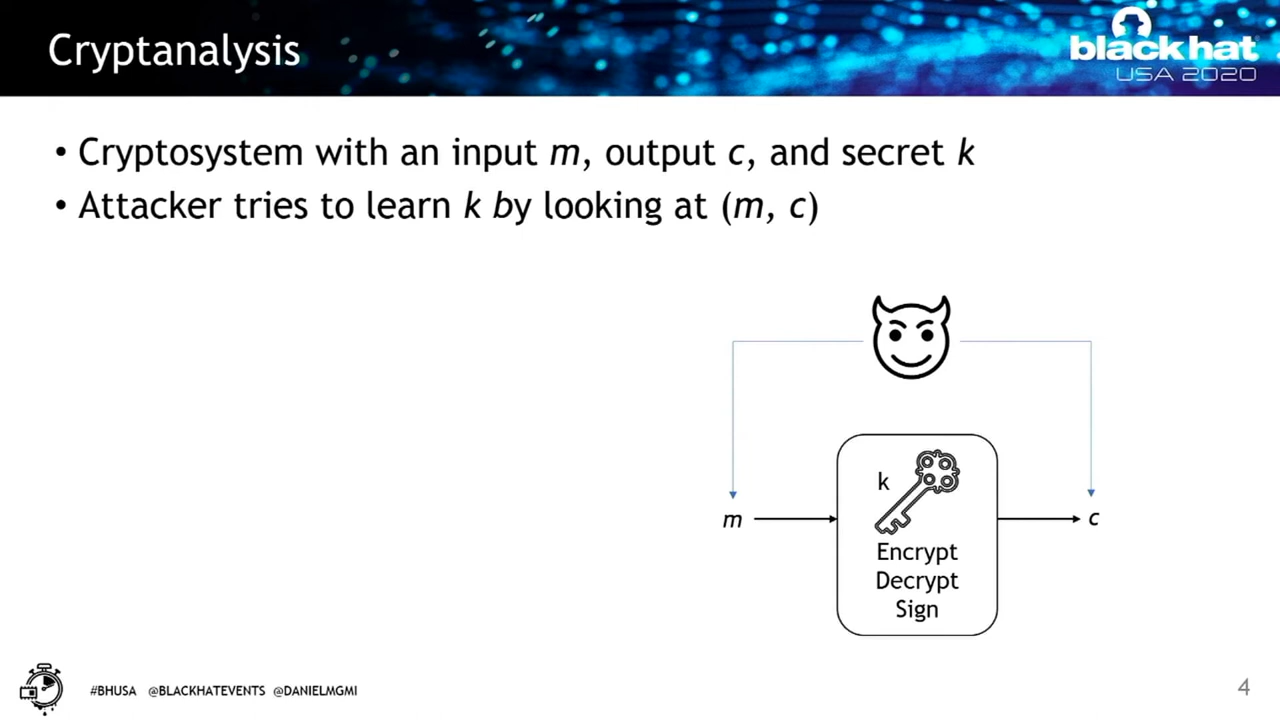 Cryptanalysis
black hat
USA 2020
• Cryptosystem with an input m, output c, and secret k
• Attacker tries to learn k by looking at (m, c)
k
m
c
Encrypt
Decrypt
Sign
#BHUSA @BLACKHATEVENTS @DANIELMGMI
4